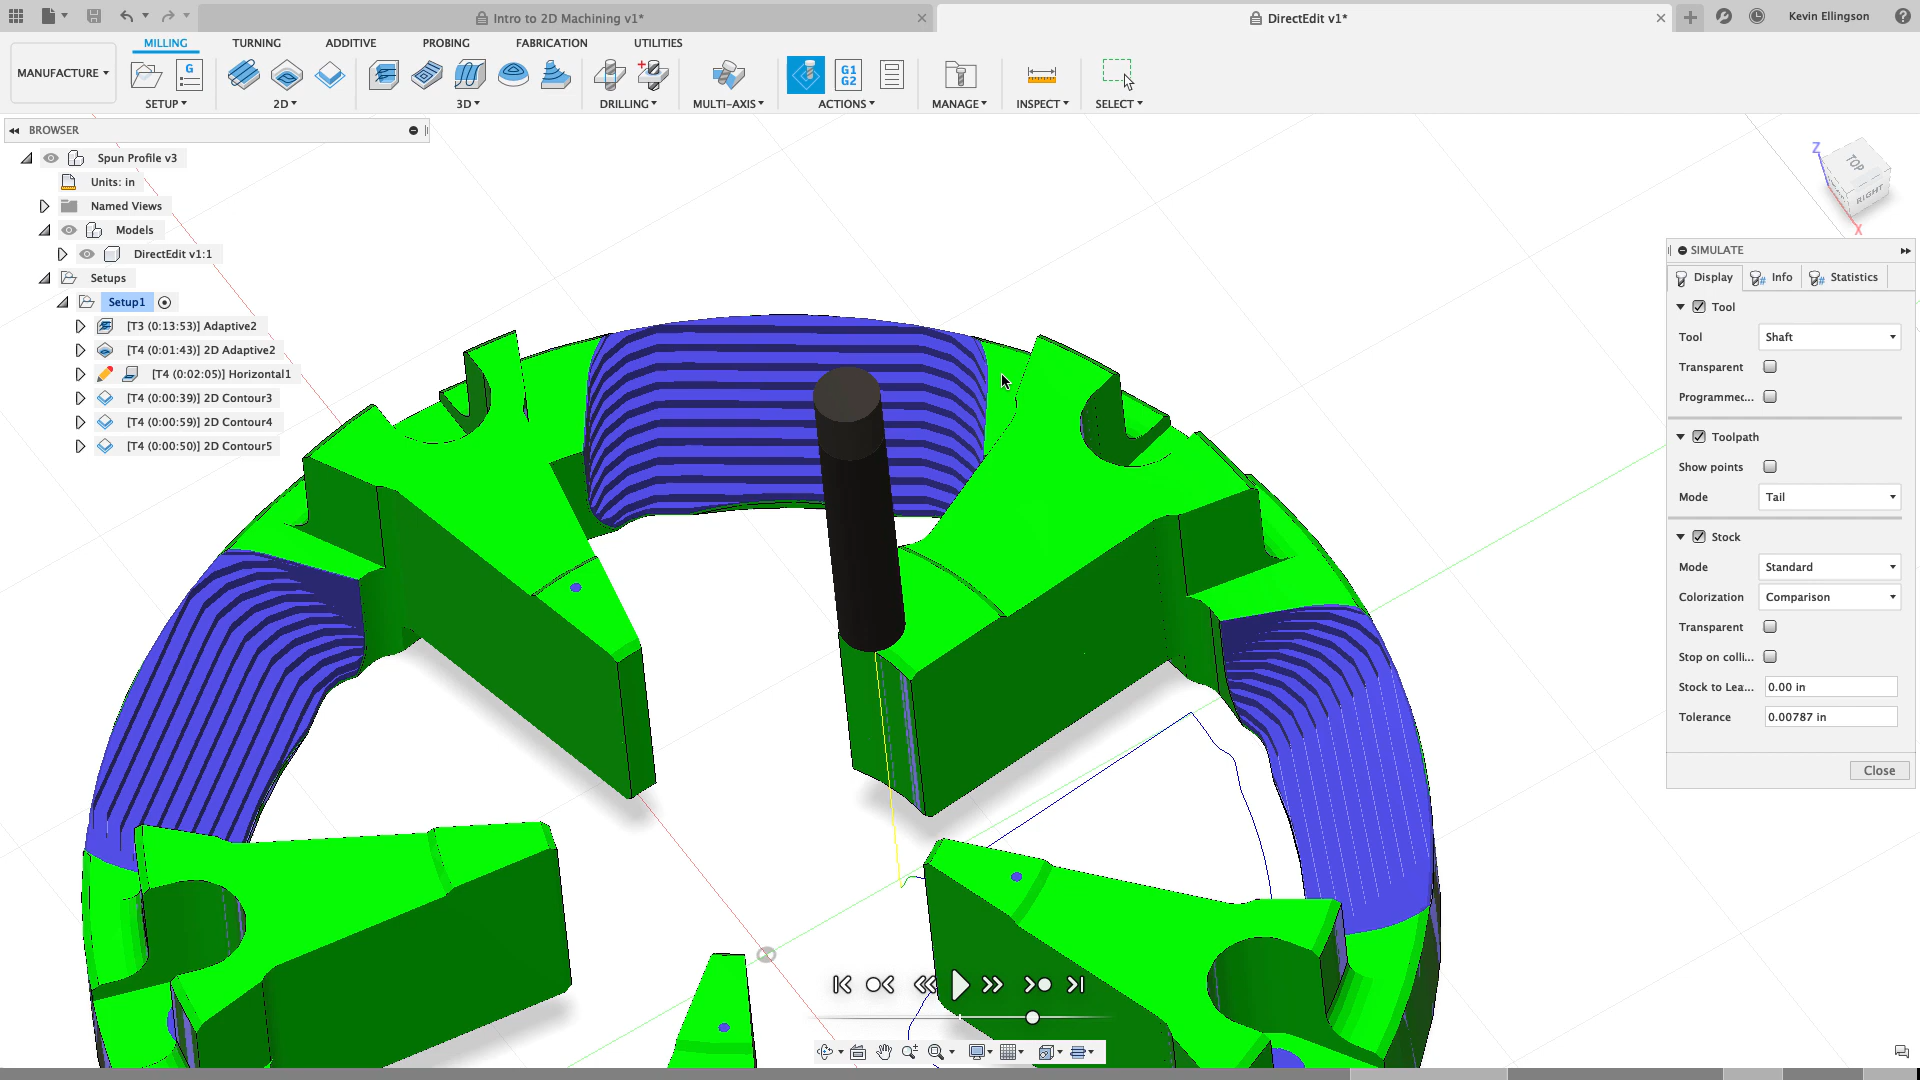 Intro to 2D Machining v1*
DirectEdit v1*
Kevin Ellingson
MILLING TURNING ADDITIVE PROBING FABRICATION UTILITIES
MANUFACTURE
G
G1
G2
SETUP 2D 3D DRILLING MULTI-AXIS ACTIONS MANAGE INSPECT SELECT
BROWSER
Spun Profile v3
Units: in
Named Views
Models
DirectEdit v1:1
Setups
Setup1
[T3 (0:13:53)] Adaptive2
[T4 (0:01:43)] 2D Adaptive2
[T4 (0:02:05)] Horizontal1
[T4 (0:00:39)] 2D Contour3
[T4 (0:00:59)] 2D Contour4
[T4 (0:00:50)] 2D Contour5
Z
TOP
RIGHT
X
SIMULATE
Display Info Statistics
Tool
Tool Shaft
Transparent
Programmec...
Toolpath
Show points
Mode Tail
Stock
Mode Standard
Colorization Comparison
Transparent
Stop on colli...
Stock to Lea... 0.00 in
Tolerance 0.00787 in
Close